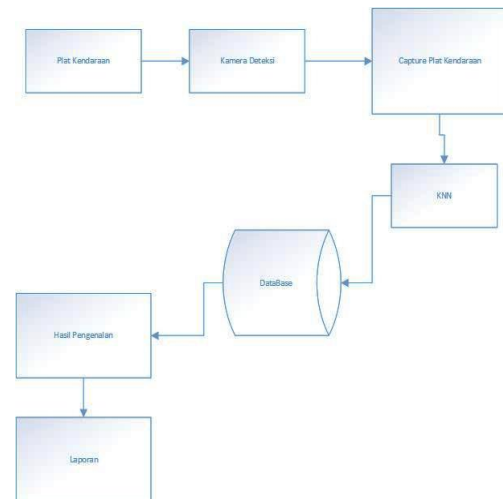 Plat Kendaraan
Kamera Deteksi
Capture Plat Kendaraan
KNN
DataBase
Hasil Pengenalan
Laporan